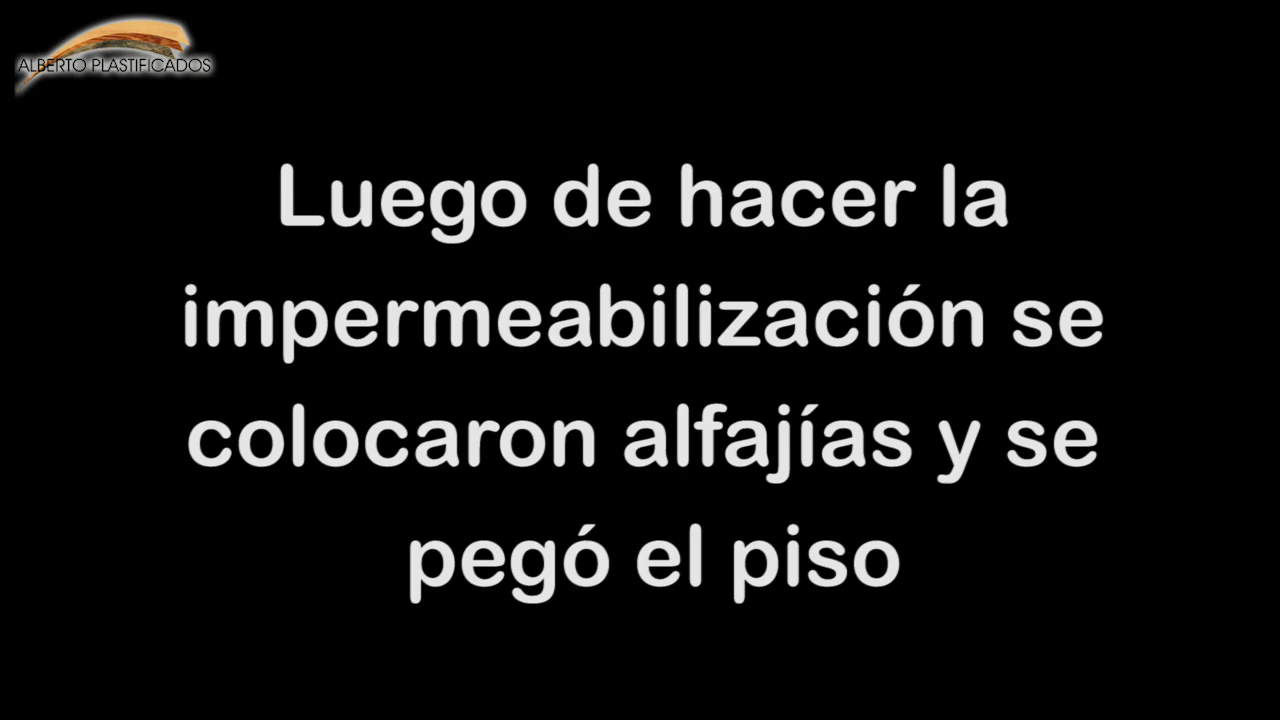 ALBERTO PLASTIFICADOS
Luego de hacer la
impermeabilización se
colocaron alfajías y se
pegó el piso